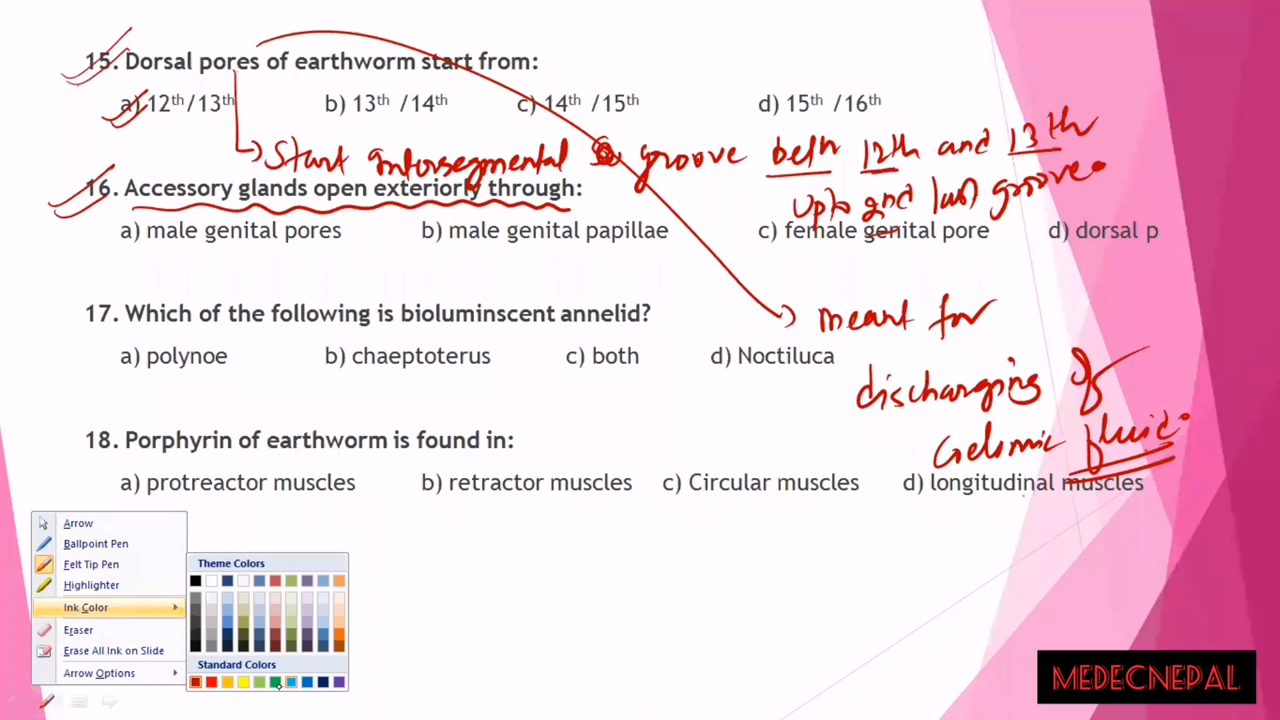 15. Dorsal pores of earthworm start from:
a) 12th/13th b) 13th /14th c) 14th /15th d) 15th /16th
start intersegmental groove betn 12th and 13th
upto 2nd last groove
16. Accessory glands open exteriorly through:
a) male genital pores b) male genital papillae c) female genital pore d) dorsal p
17. Which of the following is bioluminscent annelid?
a) polynoe b) chaeptoterus c) both d) Noctiluca
meant for
discharging of
coelomic fluid.
18. Porphyrin of earthworm is found in:
a) protreactor muscles b) retractor muscles c) Circular muscles d) longitudinal muscles
Arrow
Ballpoint Pen
Felt Tip Pen
Highlighter
Ink Color
Eraser
Erase All Ink on Slide
Arrow Options
Theme Colors
Standard Colors
MEDECNEPAL